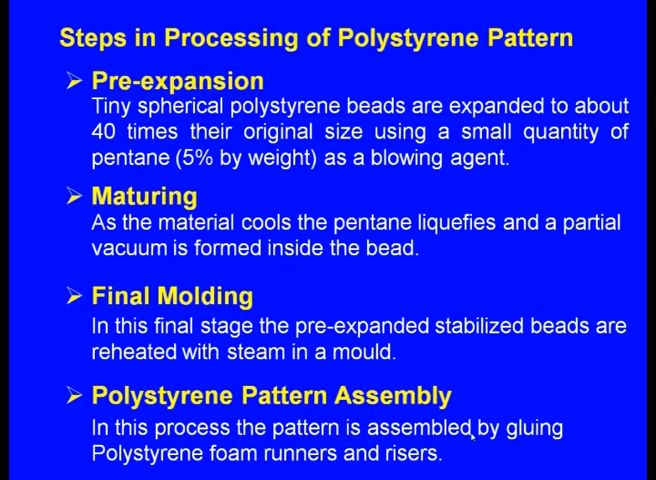 Steps in Processing of Polystyrene Pattern
Pre-expansion
Tiny spherical polystyrene beads are expanded to about
40 times their original size using a small quantity of
pentane (5% by weight) as a blowing agent.
Maturing
As the material cools the pentane liquefies and a partial
vacuum is formed inside the bead.
Final Molding
In this final stage the pre-expanded stabilized beads are
reheated with steam in a mould.
Polystyrene Pattern Assembly
In this process the pattern is assembled by gluing
Polystyrene foam runners and risers.